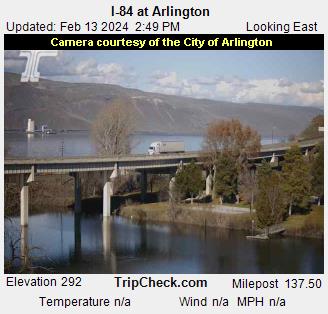 I-84 at Arlington
Updated: Feb 13 2024 2:49 PM Looking East
Camera courtesy of the City of Arlington
Elevation 292 TripCheck.com Milepost 137.50
Temperature n/a Wind n/a MPH n/a